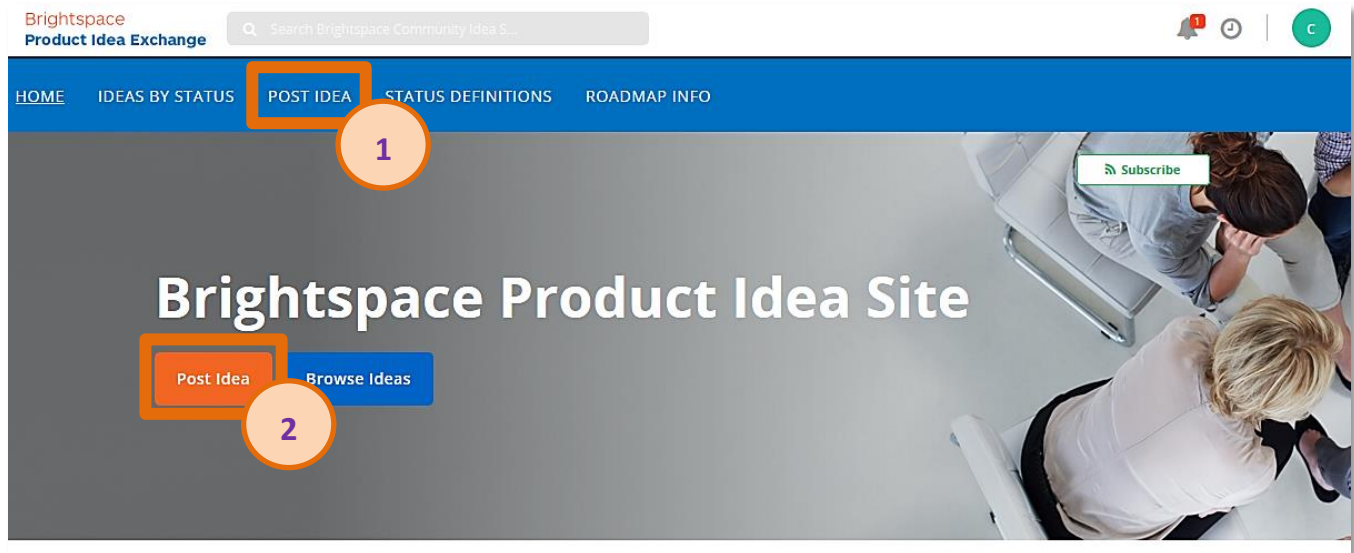 Brightspace
Product Idea Exchange
Search Brightspace Community Idea S...
1
C
HOME IDEAS BY STATUS POST IDEA STATUS DEFINITIONS ROADMAP INFO
1
Subscribe
Brightspace Product Idea Site
Post Idea Browse Ideas
2